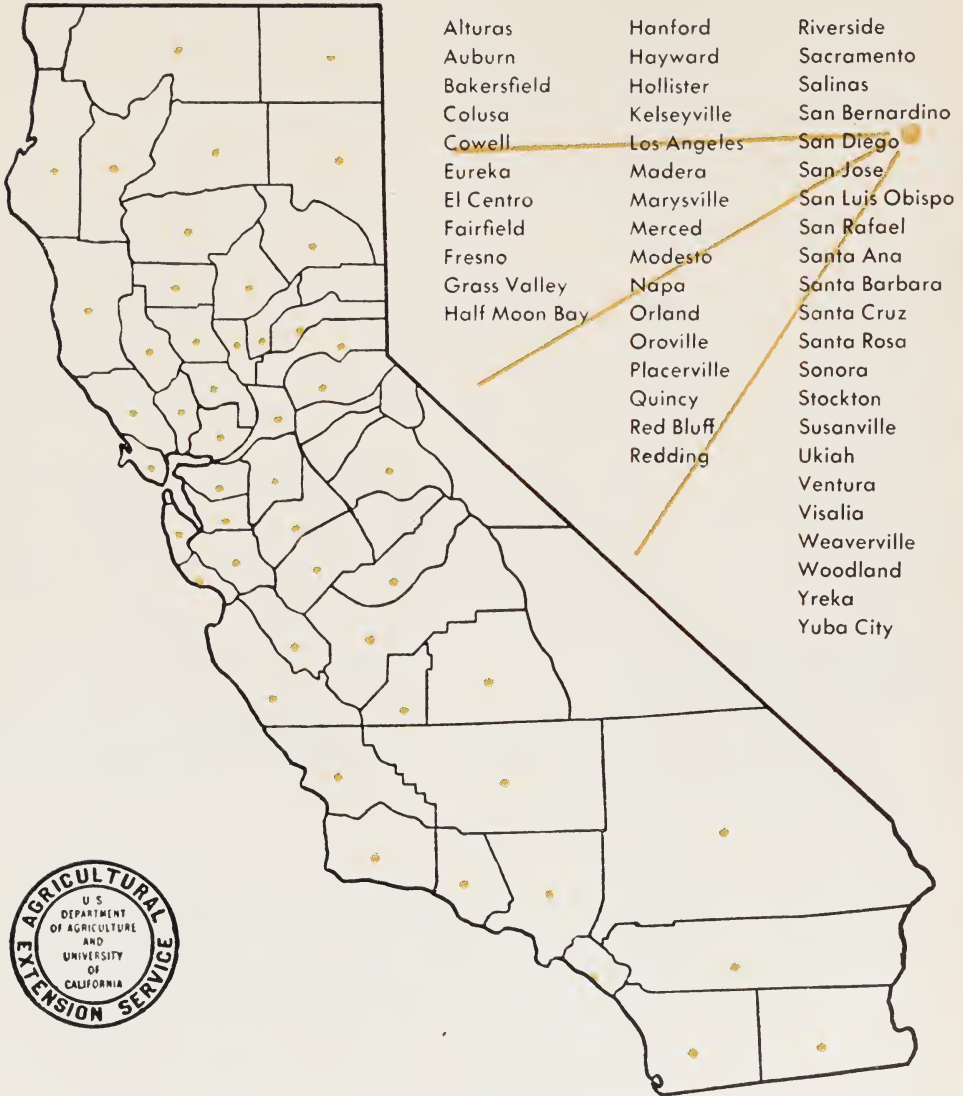 Alturas
Auburn
Bakersfield
Colusa
Cowell
Eureka
El Centro
Fairfield
Fresno
Grass Valley
Half Moon Bay
Hanford
Hayward
Hollister
Kelseyville
Los Angeles
Madera
Marysville
Merced
Modesto
Napa
Orland
Oroville
Placerville
Quincy
Red Bluff
Redding
Riverside
Sacramento
Salinas
San Bernardino
San Diego
San Jose
San Luis Obispo
San Rafael
Santa Ana
Santa Barbara
Santa Cruz
Santa Rosa
Sonora
Stockton
Susanville
Ukiah
Ventura
Visalia
Weaverville
Woodland
Yreka
Yuba City
AGRICULTURAL
EXTENSION SERVICE
U S
DEPARTMENT
OF AGRICULTURE
AND
UNIVERSITY
OF
CALIFORNIA